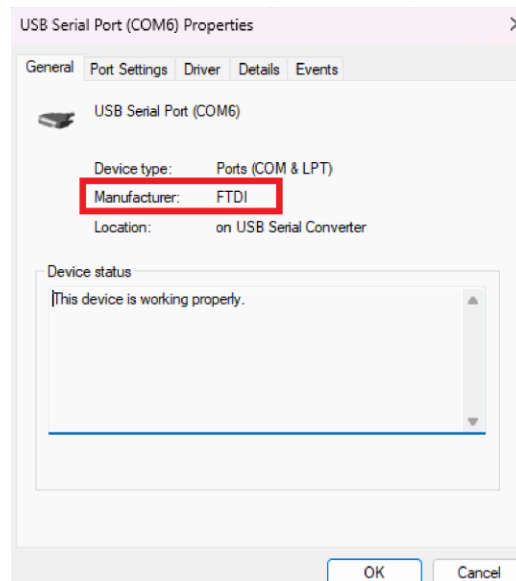 USB Serial Port (COM6) Properties
General Port Settings Driver Details Events
USB Serial Port (COM6)
Device type: Ports (COM & LPT)
Manufacturer: FTDI
Location: on USB Serial Converter
Device status
This device is working properly.
OK Cancel